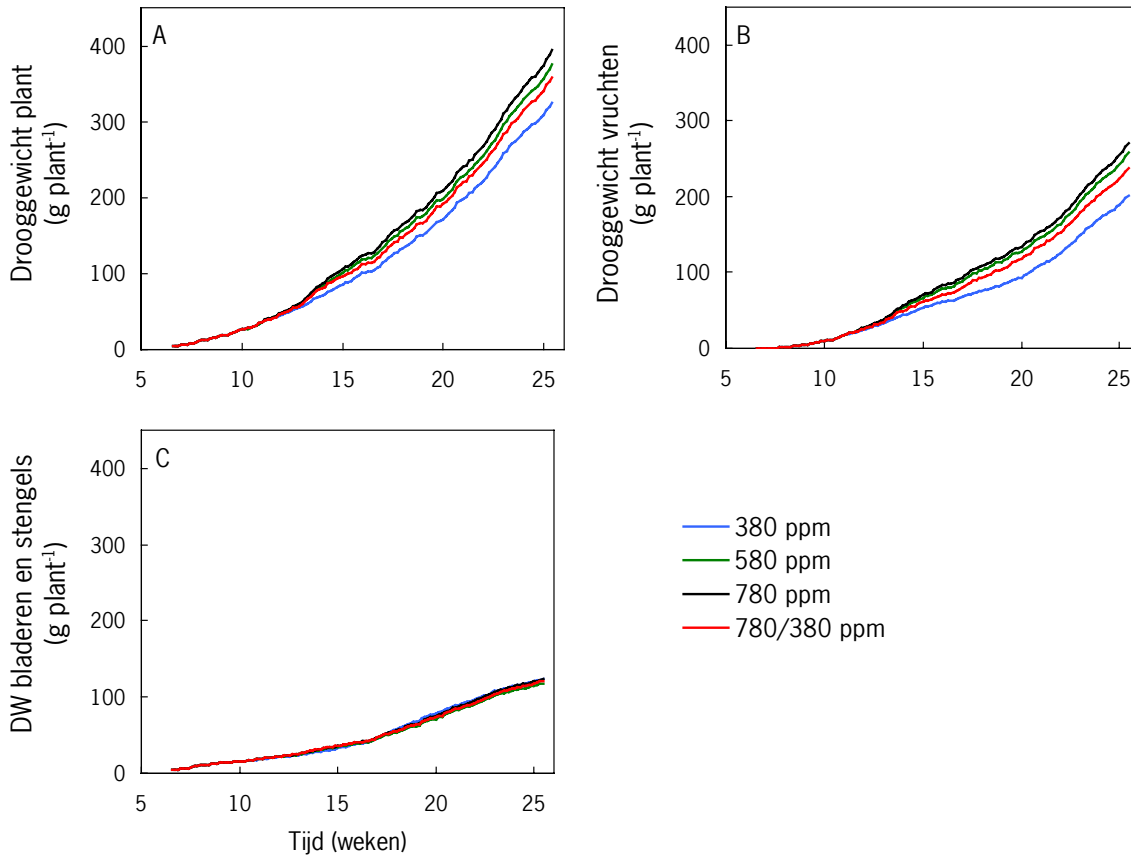 A
Drooggewicht plant
(g plant⁻¹)
400
300
200
100
0
5 10 15 20 25
B
Drooggewicht vruchten
(g plant⁻¹)
400
300
200
100
0
5 10 15 20 25
C
DW bladeren en stengels
(g plant⁻¹)
400
300
200
100
0
5 10 15 20 25
Tijd (weken)
380 ppm
580 ppm
780 ppm
780/380 ppm